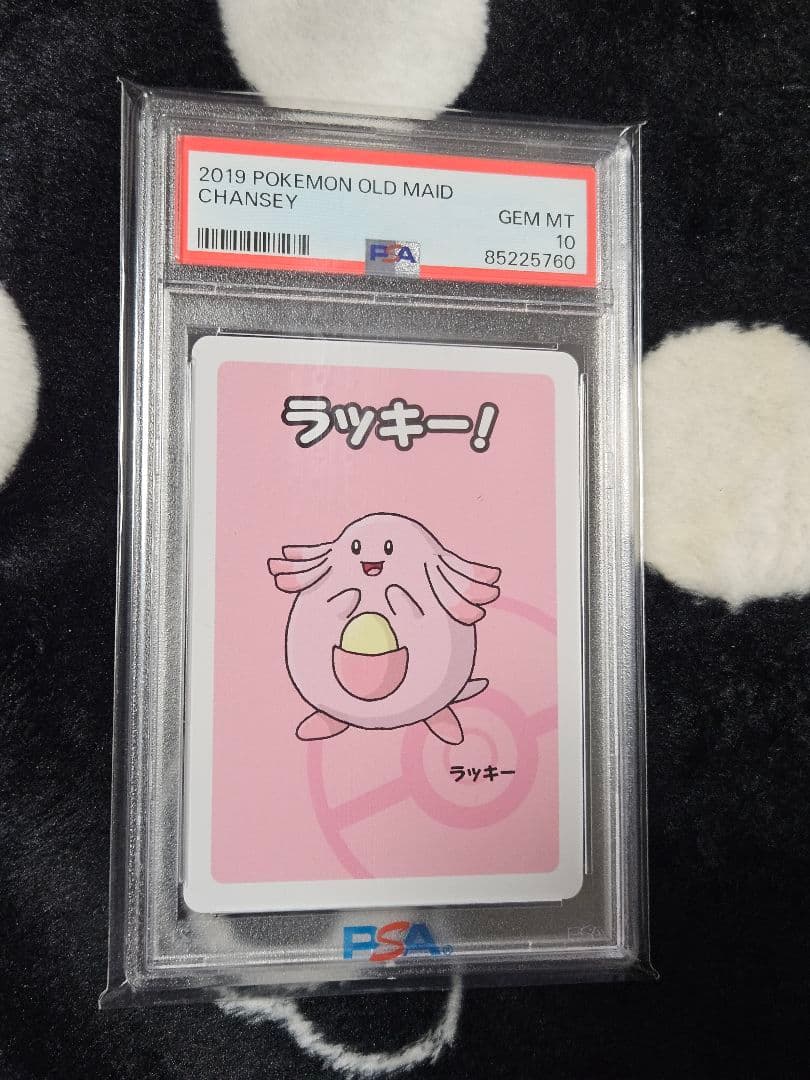 2019 POKEMON OLD MAID
CHANSEY
GEM MT
10
85225760
PSA
ラッキー!
ラッキー
PSA®
PSA